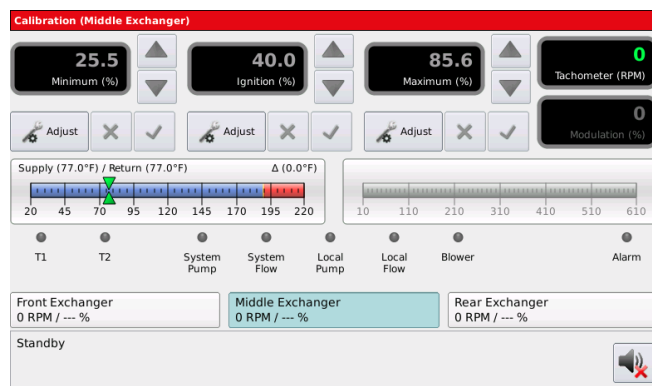 Calibration (Middle Exchanger)
25.5
Minimum (%)
40.0
Ignition (%)
85.6
Maximum (%)
0
Tachometer (RPM)
Adjust
Adjust
Adjust
0
Modulation (%)
Supply (77.0°F) / Return (77.0°F) Δ (0.0°F)
20 45 70 95 120 145 170 195 220
10 110 210 310 410 510 610
T1
T2
System
Pump
System
Flow
Local
Pump
Local
Flow
Blower
Alarm
Front Exchanger
0 RPM / --- %
Middle Exchanger
0 RPM / --- %
Rear Exchanger
0 RPM / --- %
Standby